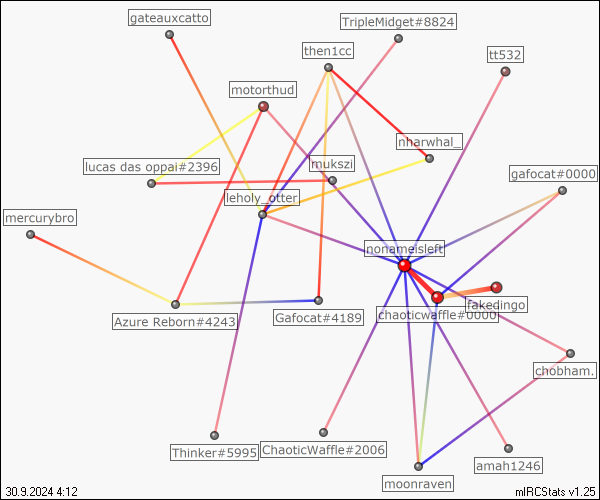 gateauxcatto
TripleMidget#8824
then1cc
tt532
motorthud
nharwhal_
lucas das oppai#2396
mukszi
gafocat#0000
leholy_otter
mercurybro
nonameisleft
fakedingo
chaoticwaffle#0000
Azure Reborn#4243
Gafocat#4189
chobham.
Thinker#5995
ChaoticWaffle#2006
amah1246
moonraven
30.9.2024 4:12
mIRCStats v1.25